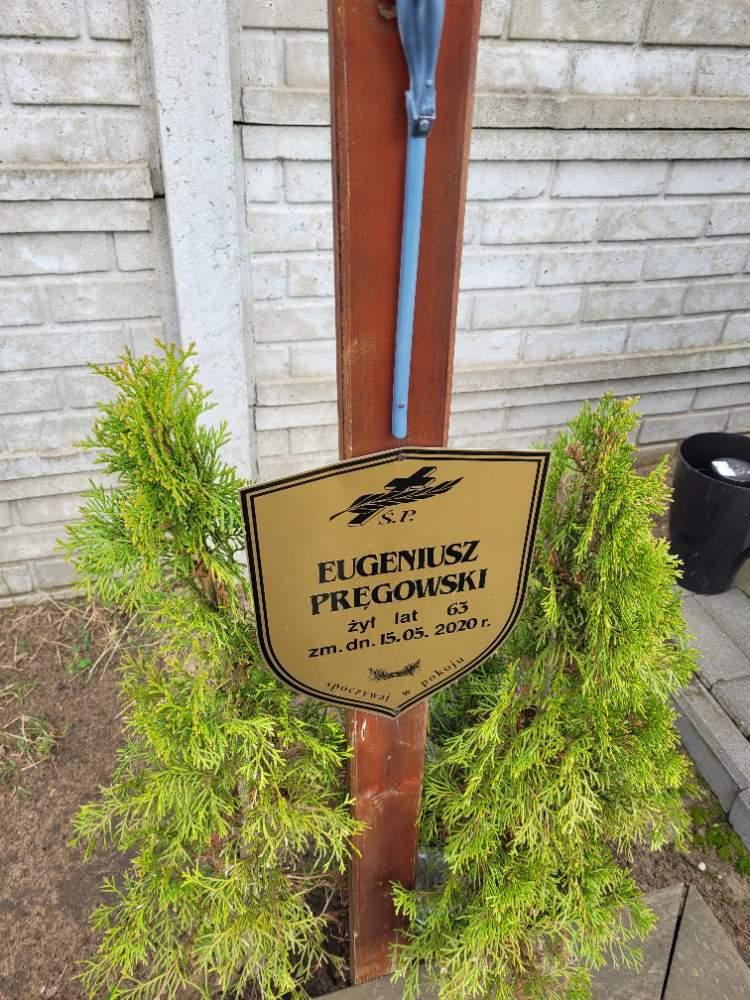 Ś.P.
EUGENIUSZ
PRĘGOWSKI
żył lat 63
zm. dn. 15.05. 2020 r.
spoczywaj w pokoju